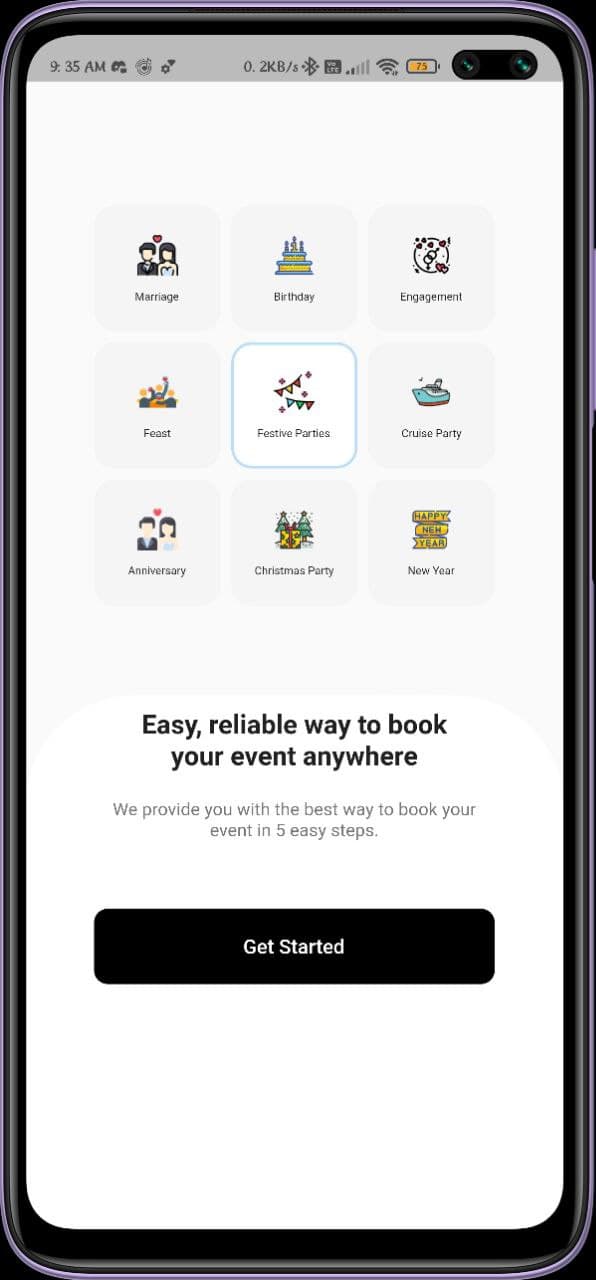 9:35 AM
0.2KB/s
Vo LTE
75
Marriage
Birthday
Engagement
Feast
Festive Parties
Cruise Party
HAPPY
NEW
YEAR
Anniversary
Christmas Party
New Year
Easy, reliable way to book
your event anywhere
We provide you with the best way to book your
event in 5 easy steps.
Get Started